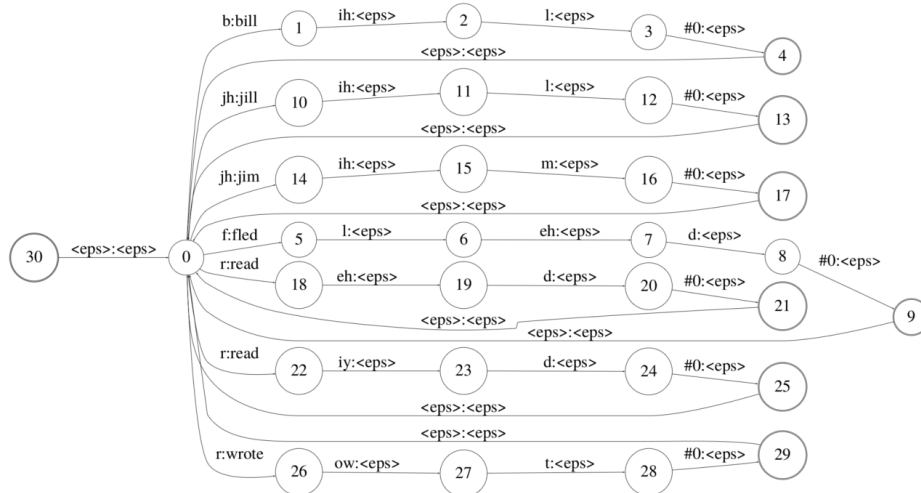 b:bill 1 ih:<eps> 2 l:<eps> 3 #0:<eps> 4
<eps>:<eps>
jh:jill 10 ih:<eps> 11 l:<eps> 12 #0:<eps> 13
<eps>:<eps>
jh:jim 14 ih:<eps> 15 m:<eps> 16 #0:<eps> 17
<eps>:<eps>
30 <eps>:<eps> 0 f:fled 5 l:<eps> 6 eh:<eps> 7 d:<eps> 8 #0:<eps> 9
r:read 18 eh:<eps> 19 d:<eps> 20 #0:<eps> 21
<eps>:<eps>
<eps>:<eps>
r:read 22 iy:<eps> 23 d:<eps> 24 #0:<eps> 25
<eps>:<eps>
<eps>:<eps>
r:wrote 26 ow:<eps> 27 t:<eps> 28 #0:<eps> 29